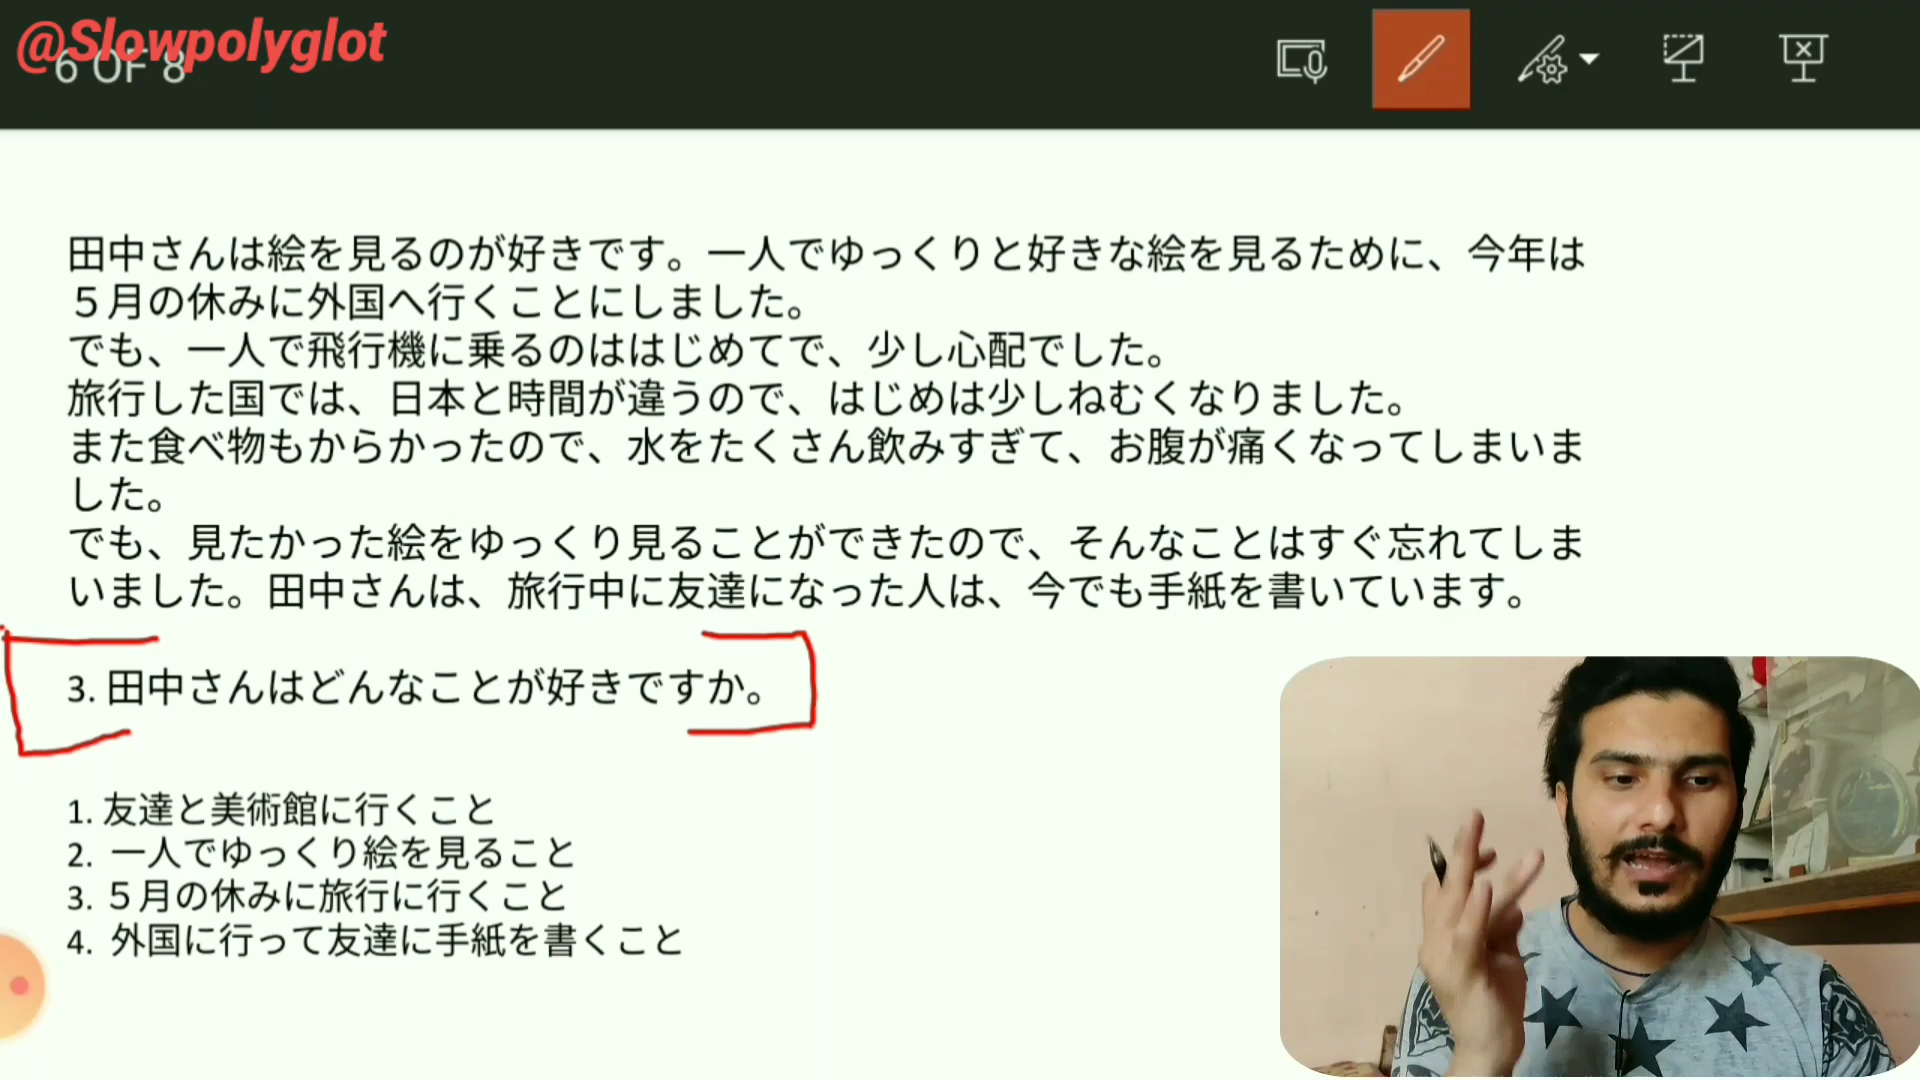 @Slowpolyglot
6 OF 8
田中さんは絵を見るのが好きです。一人でゆっくりと好きな絵を見るために、今年は
５月の休みに外国へ行くことにしました。
でも、一人で飛行機に乗るのははじめてで、少し心配でした。
旅行した国では、日本と時間が違うので、はじめは少しねむくなりました。
また食べ物もからかったので、水をたくさん飲みすぎて、お腹が痛くなってしまいま
した。
でも、見たかった絵をゆっくり見ることができたので、そんなことはすぐ忘れてしま
いました。田中さんは、旅行中に友達になった人は、今でも手紙を書いています。
3. 田中さんはどんなことが好きですか。
1. 友達と美術館に行くこと
2. 一人でゆっくり絵を見ること
3. ５月の休みに旅行に行くこと
4. 外国に行って友達に手紙を書くこと